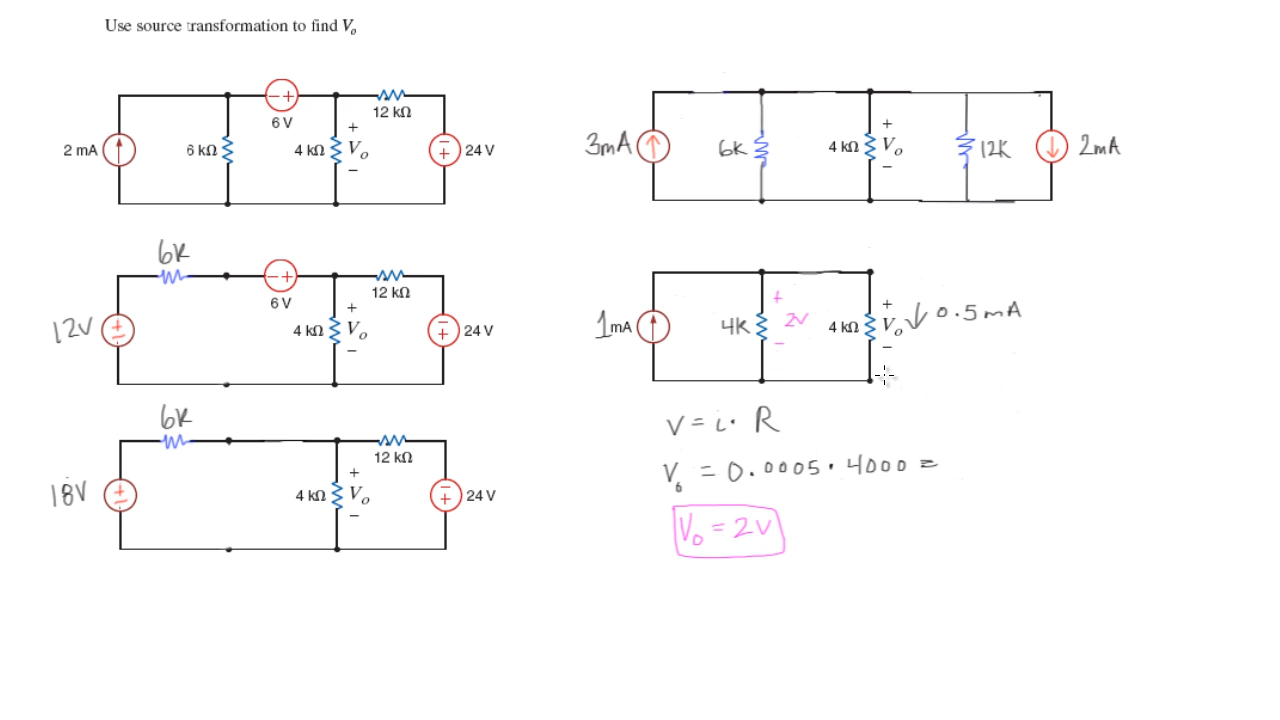 Use source transformation to find Vo
6 V
12 kΩ
2 mA
6 kΩ
4 kΩ
+
Vo
−
24 V
3mA
6k
4 kΩ
+
Vo
−
12K
2mA
6k
12V
6 V
12 kΩ
4 kΩ
+
Vo
−
24 V
1mA
4k
+
2V
−
4 kΩ
+
Vo
−
0.5mA
6k
18V
12 kΩ
4 kΩ
+
Vo
−
24 V
V = i · R
Vo = 0.0005 · 4000 =
Vo = 2V